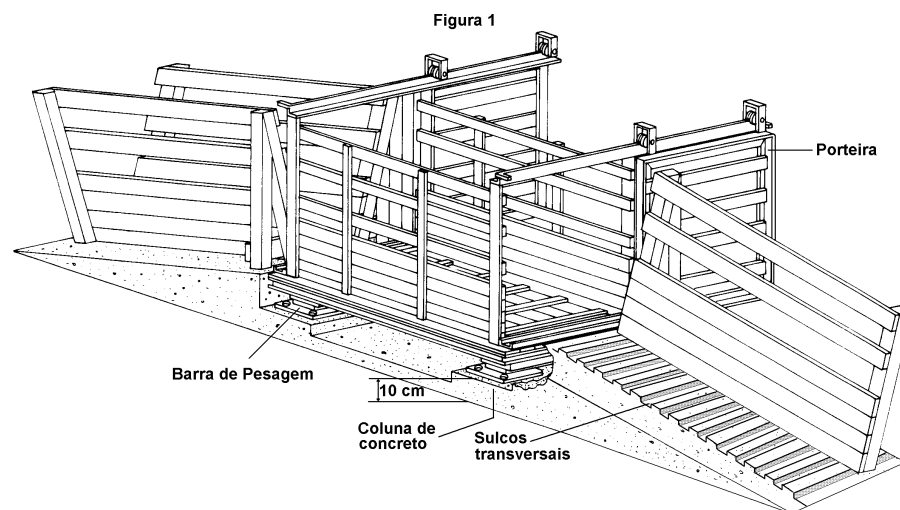 Figura 1
Porteira
Barra de Pesagem
10 cm
Coluna de
concreto
Sulcos
transversais